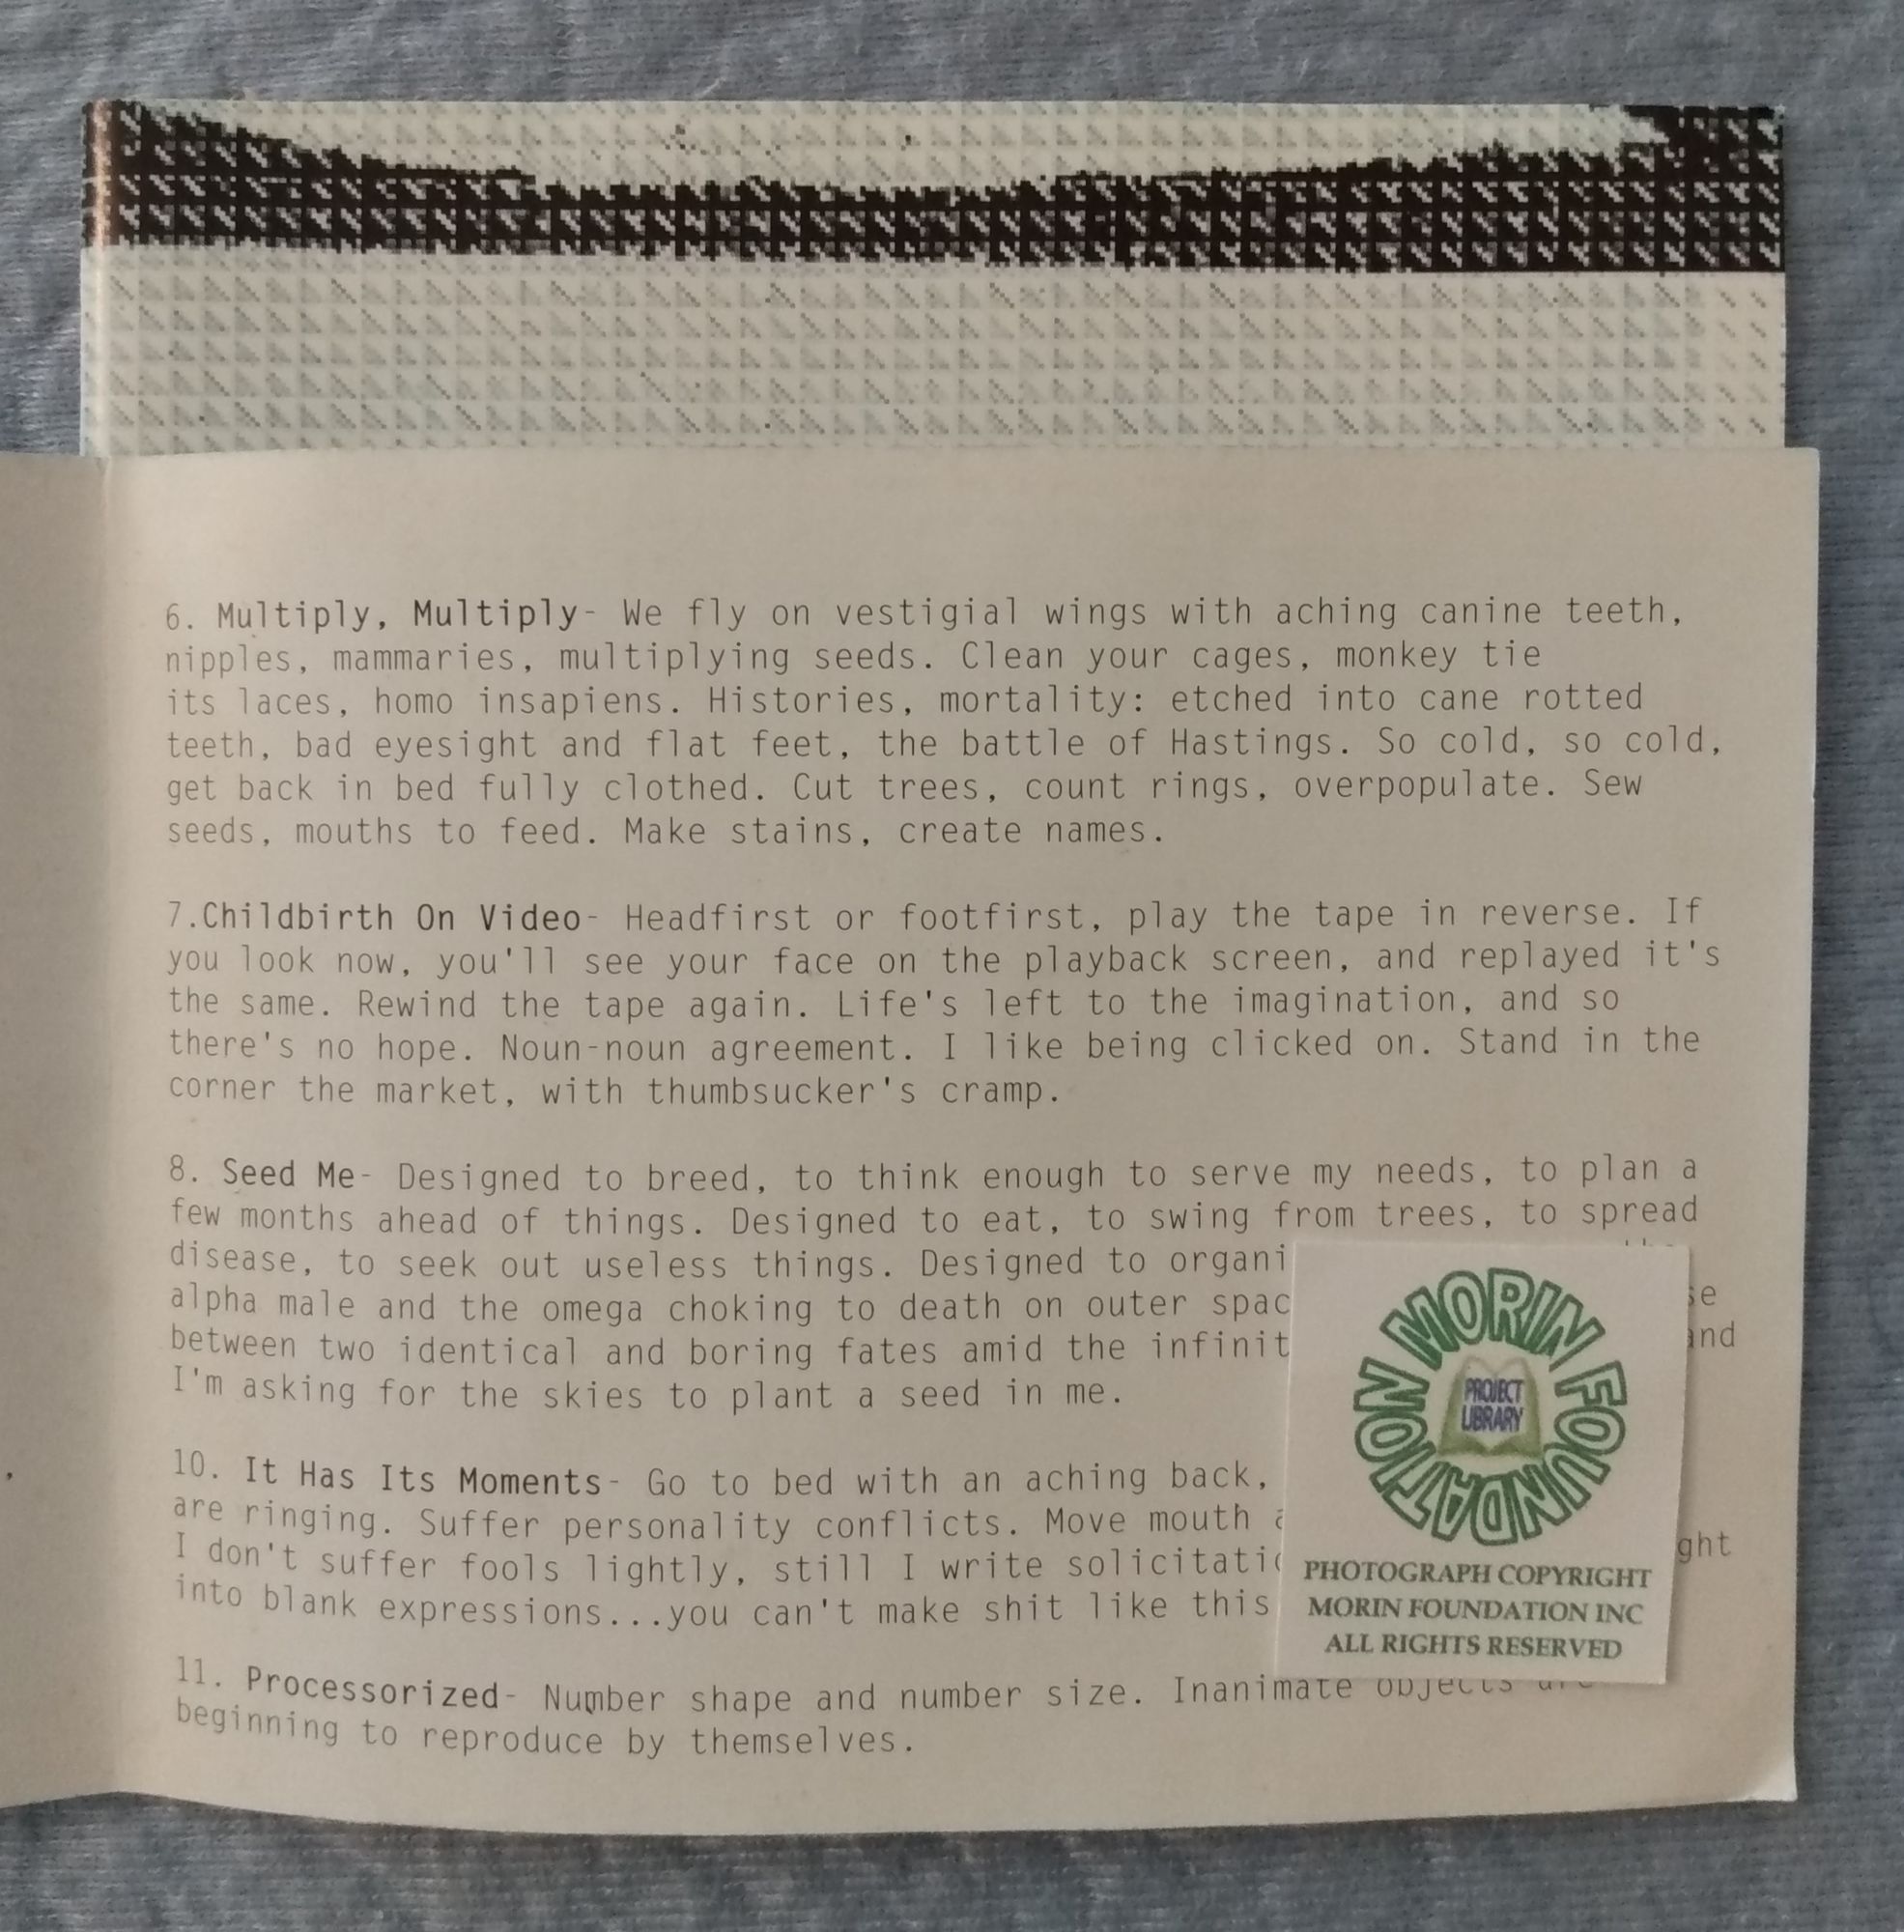 6. Multiply, Multiply- We fly on vestigial wings with aching canine teeth,
nipples, mammaries, multiplying seeds. Clean your cages, monkey tie
its laces, homo insapiens. Histories, mortality: etched into cane rotted
teeth, bad eyesight and flat feet, the battle of Hastings. So cold, so cold,
get back in bed fully clothed. Cut trees, count rings, overpopulate. Sew
seeds, mouths to feed. Make stains, create names.
7.Childbirth On Video- Headfirst or footfirst, play the tape in reverse. If
you look now, you'll see your face on the playback screen, and replayed it's
the same. Rewind the tape again. Life's left to the imagination, and so
there's no hope. Noun-noun agreement. I like being clicked on. Stand in the
corner the market, with thumbsucker's cramp.
8. Seed Me- Designed to breed, to think enough to serve my needs, to plan a
few months ahead of things. Designed to eat, to swing from trees, to spread
disease, to seek out useless things. Designed to
alpha male and the omega choking to death on outer
between two identical and boring fates amid the
I'm asking for the skies to plant a seed in me.
10. It Has Its Moments- Go to bed with an aching back,
are ringing. Suffer personality conflicts. Move mouth
I don't suffer fools lightly, still I write
into blank expressions...you can't make shit like this
11. Processorized- Number shape and number size. Inanimate objects are
beginning to reproduce by themselves.
MORIN FOUNDATION
PROJECT
LIBRARY
PHOTOGRAPH COPYRIGHT
MORIN FOUNDATION INC
ALL RIGHTS RESERVED